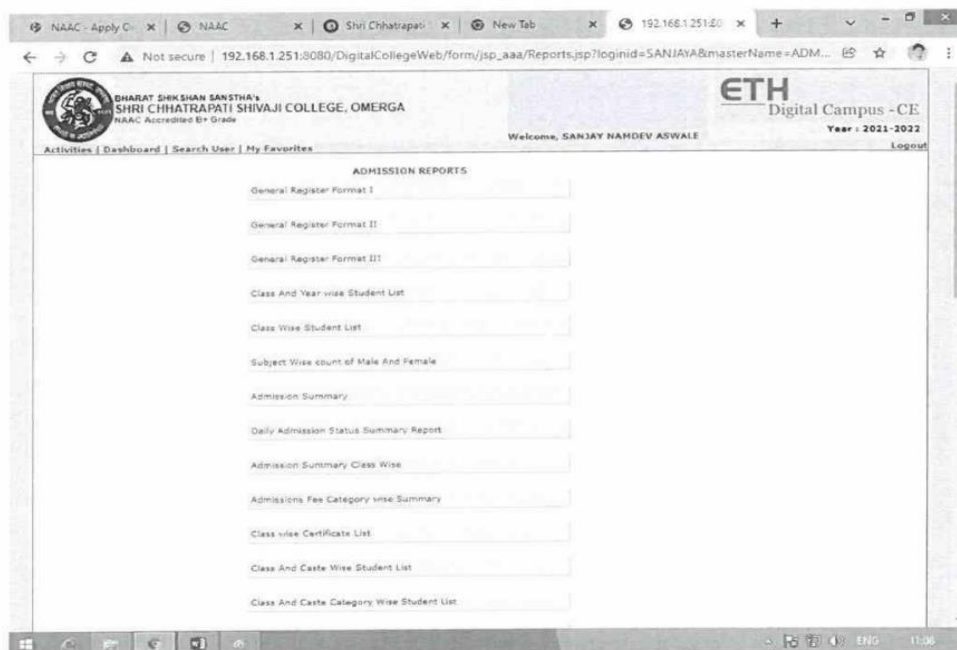 NAAC - Apply O
NAAC
Shri Chhatrapati
New Tab
192.168.1.251:80
Not secure | 192.168.1.251:8080/DigitalCollegeWeb/form/jsp_aaa/Reports.jsp?loginid=SANJAYA&masterName=ADM...
BHARAT SHIKSHAN SANSTHA's
SHRI CHHATRAPATI SHIVAJI COLLEGE, OMERGA
NAAC Accredited B+ Grade
ETH
Digital Campus - CE
Welcome, SANJAY NAMDEV ASWALE
Year : 2021-2022
Activities | Dashboard | Search User | My Favorites
Logout
ADMISSION REPORTS
General Register Format I
General Register Format II
General Register Format III
Class And Year wise Student List
Class Wise Student List
Subject Wise count of Male And Female
Admission Summary
Daily Admission Status Summary Report
Admission Summary Class Wise
Admissions Fee Category wise Summary
Class wise Certificate List
Class And Caste Wise Student List
Class And Caste Category Wise Student List
ENG
11:06